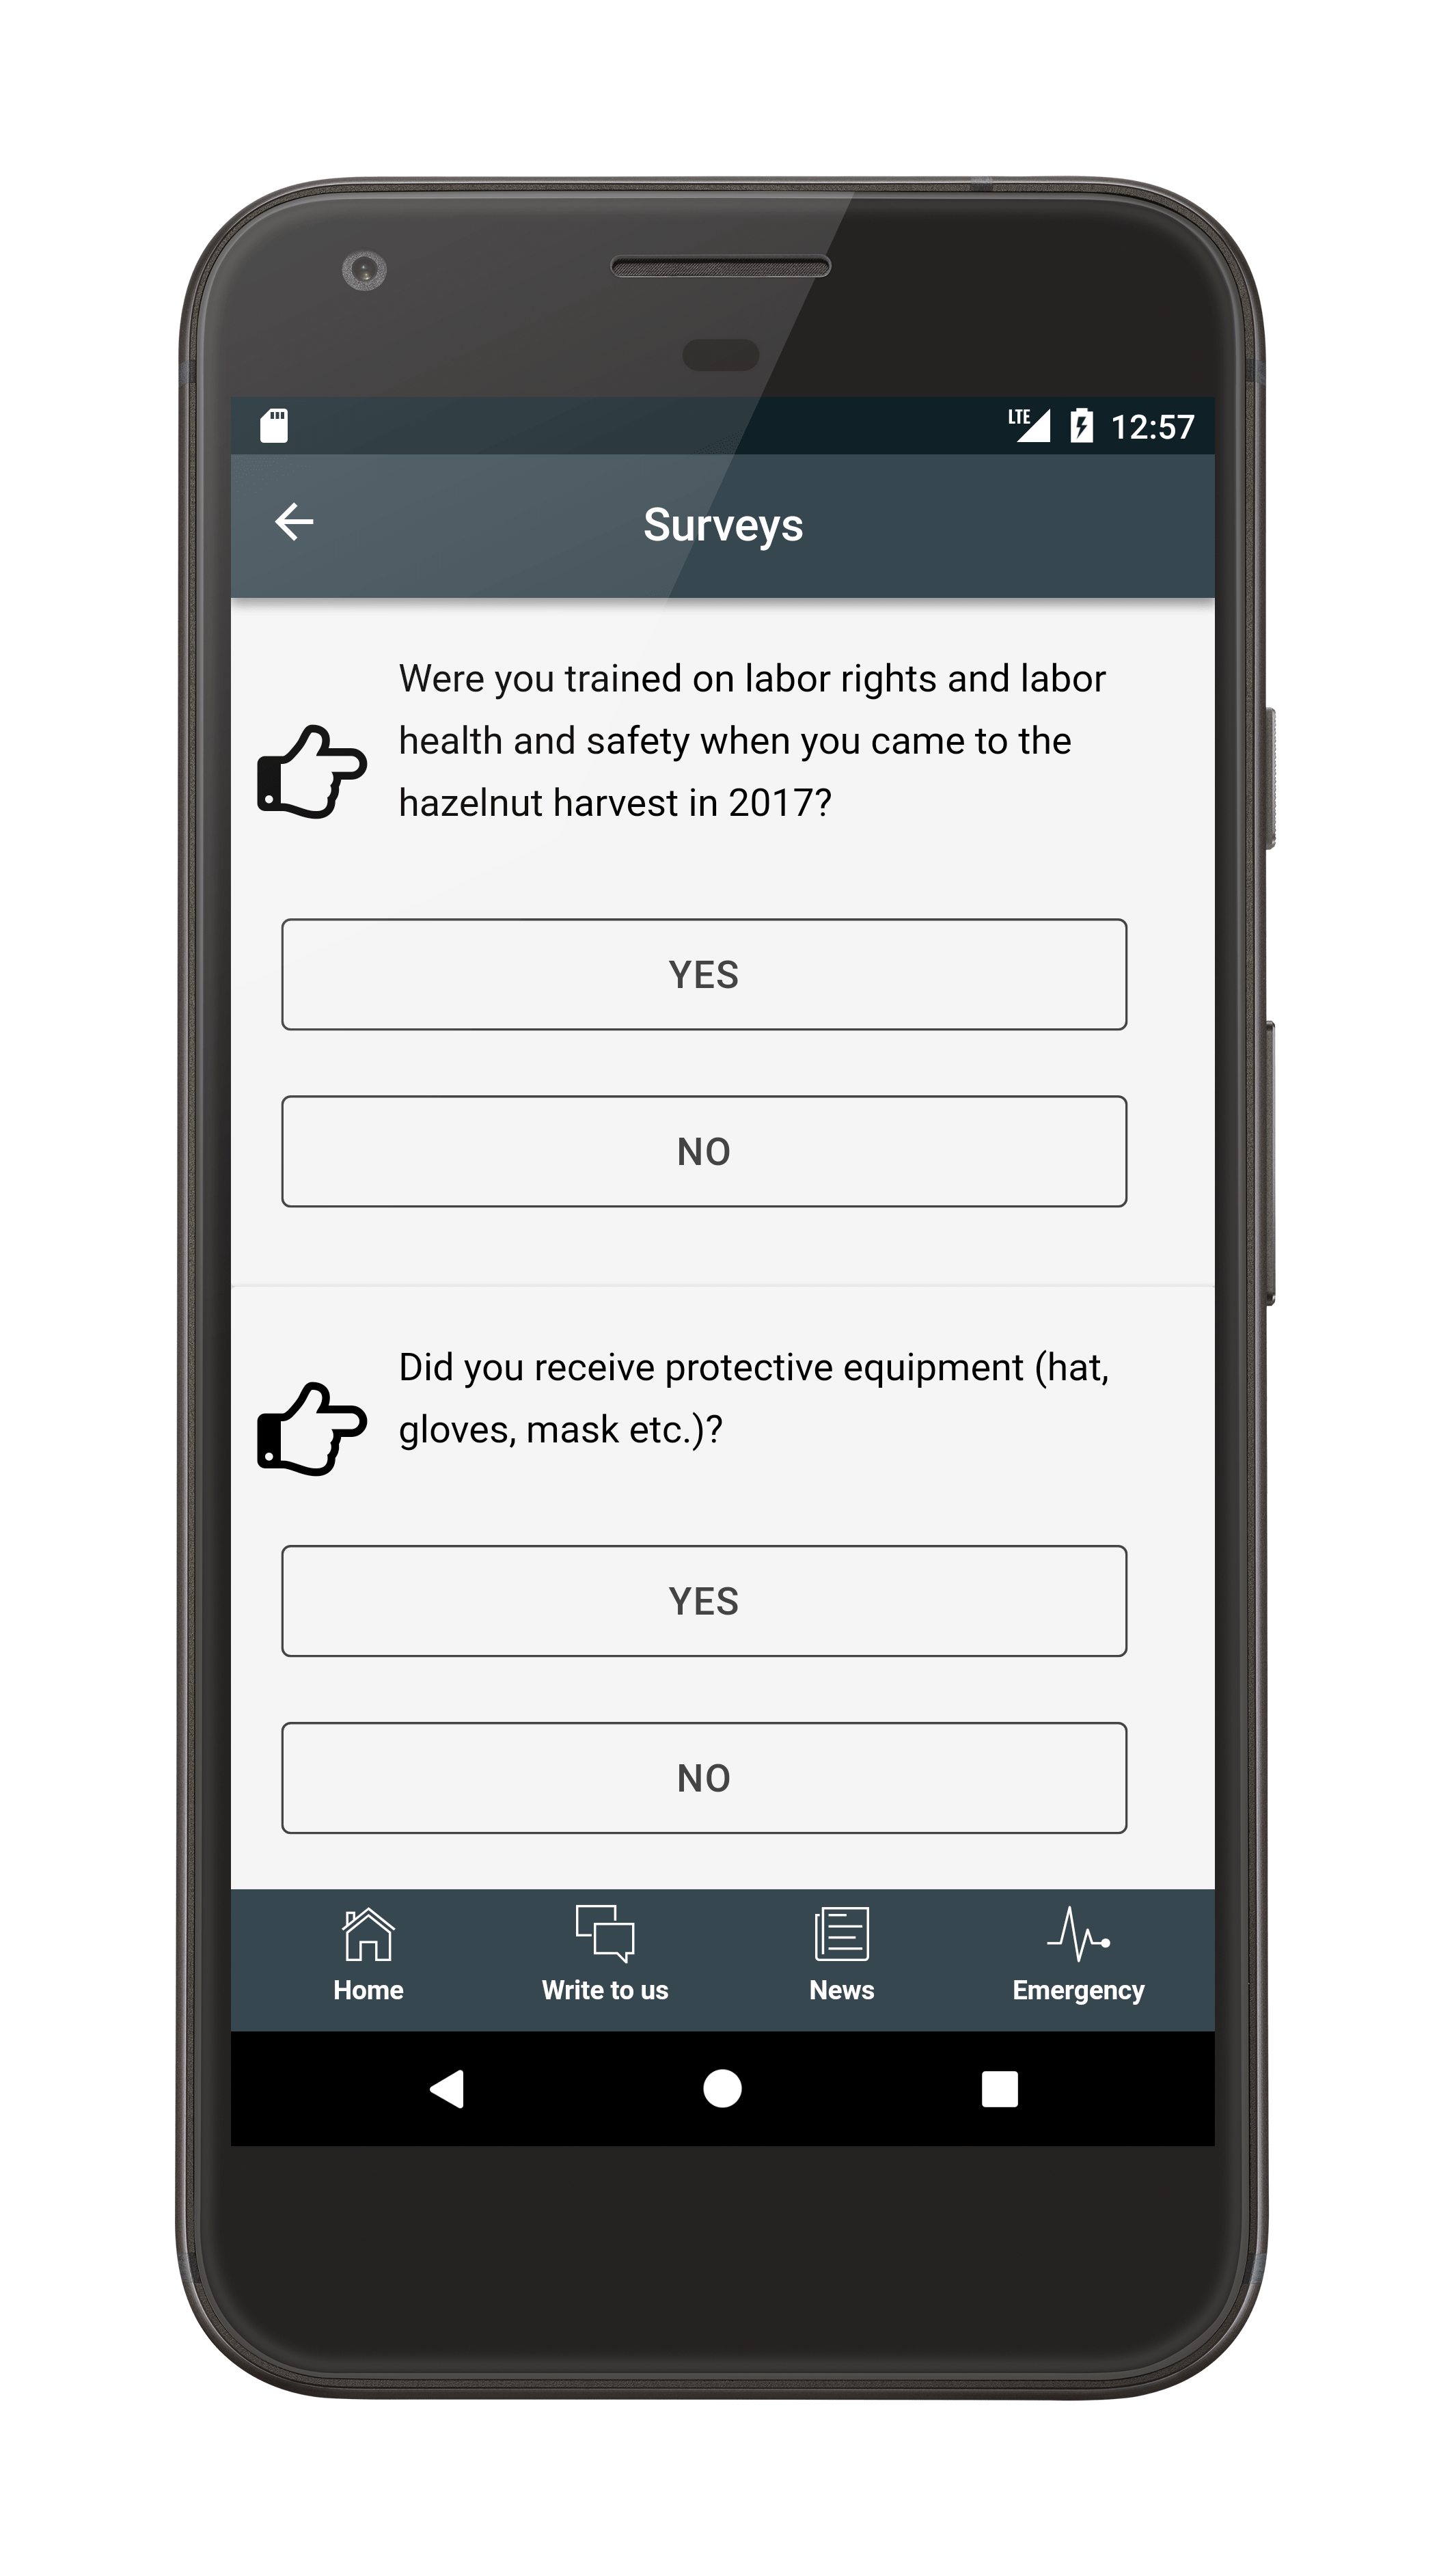 LTE 12:57
Surveys
Were you trained on labor rights and labor
health and safety when you came to the
hazelnut harvest in 2017?
YES
NO
Did you receive protective equipment (hat,
gloves, mask etc.)?
YES
NO
Home Write to us News Emergency